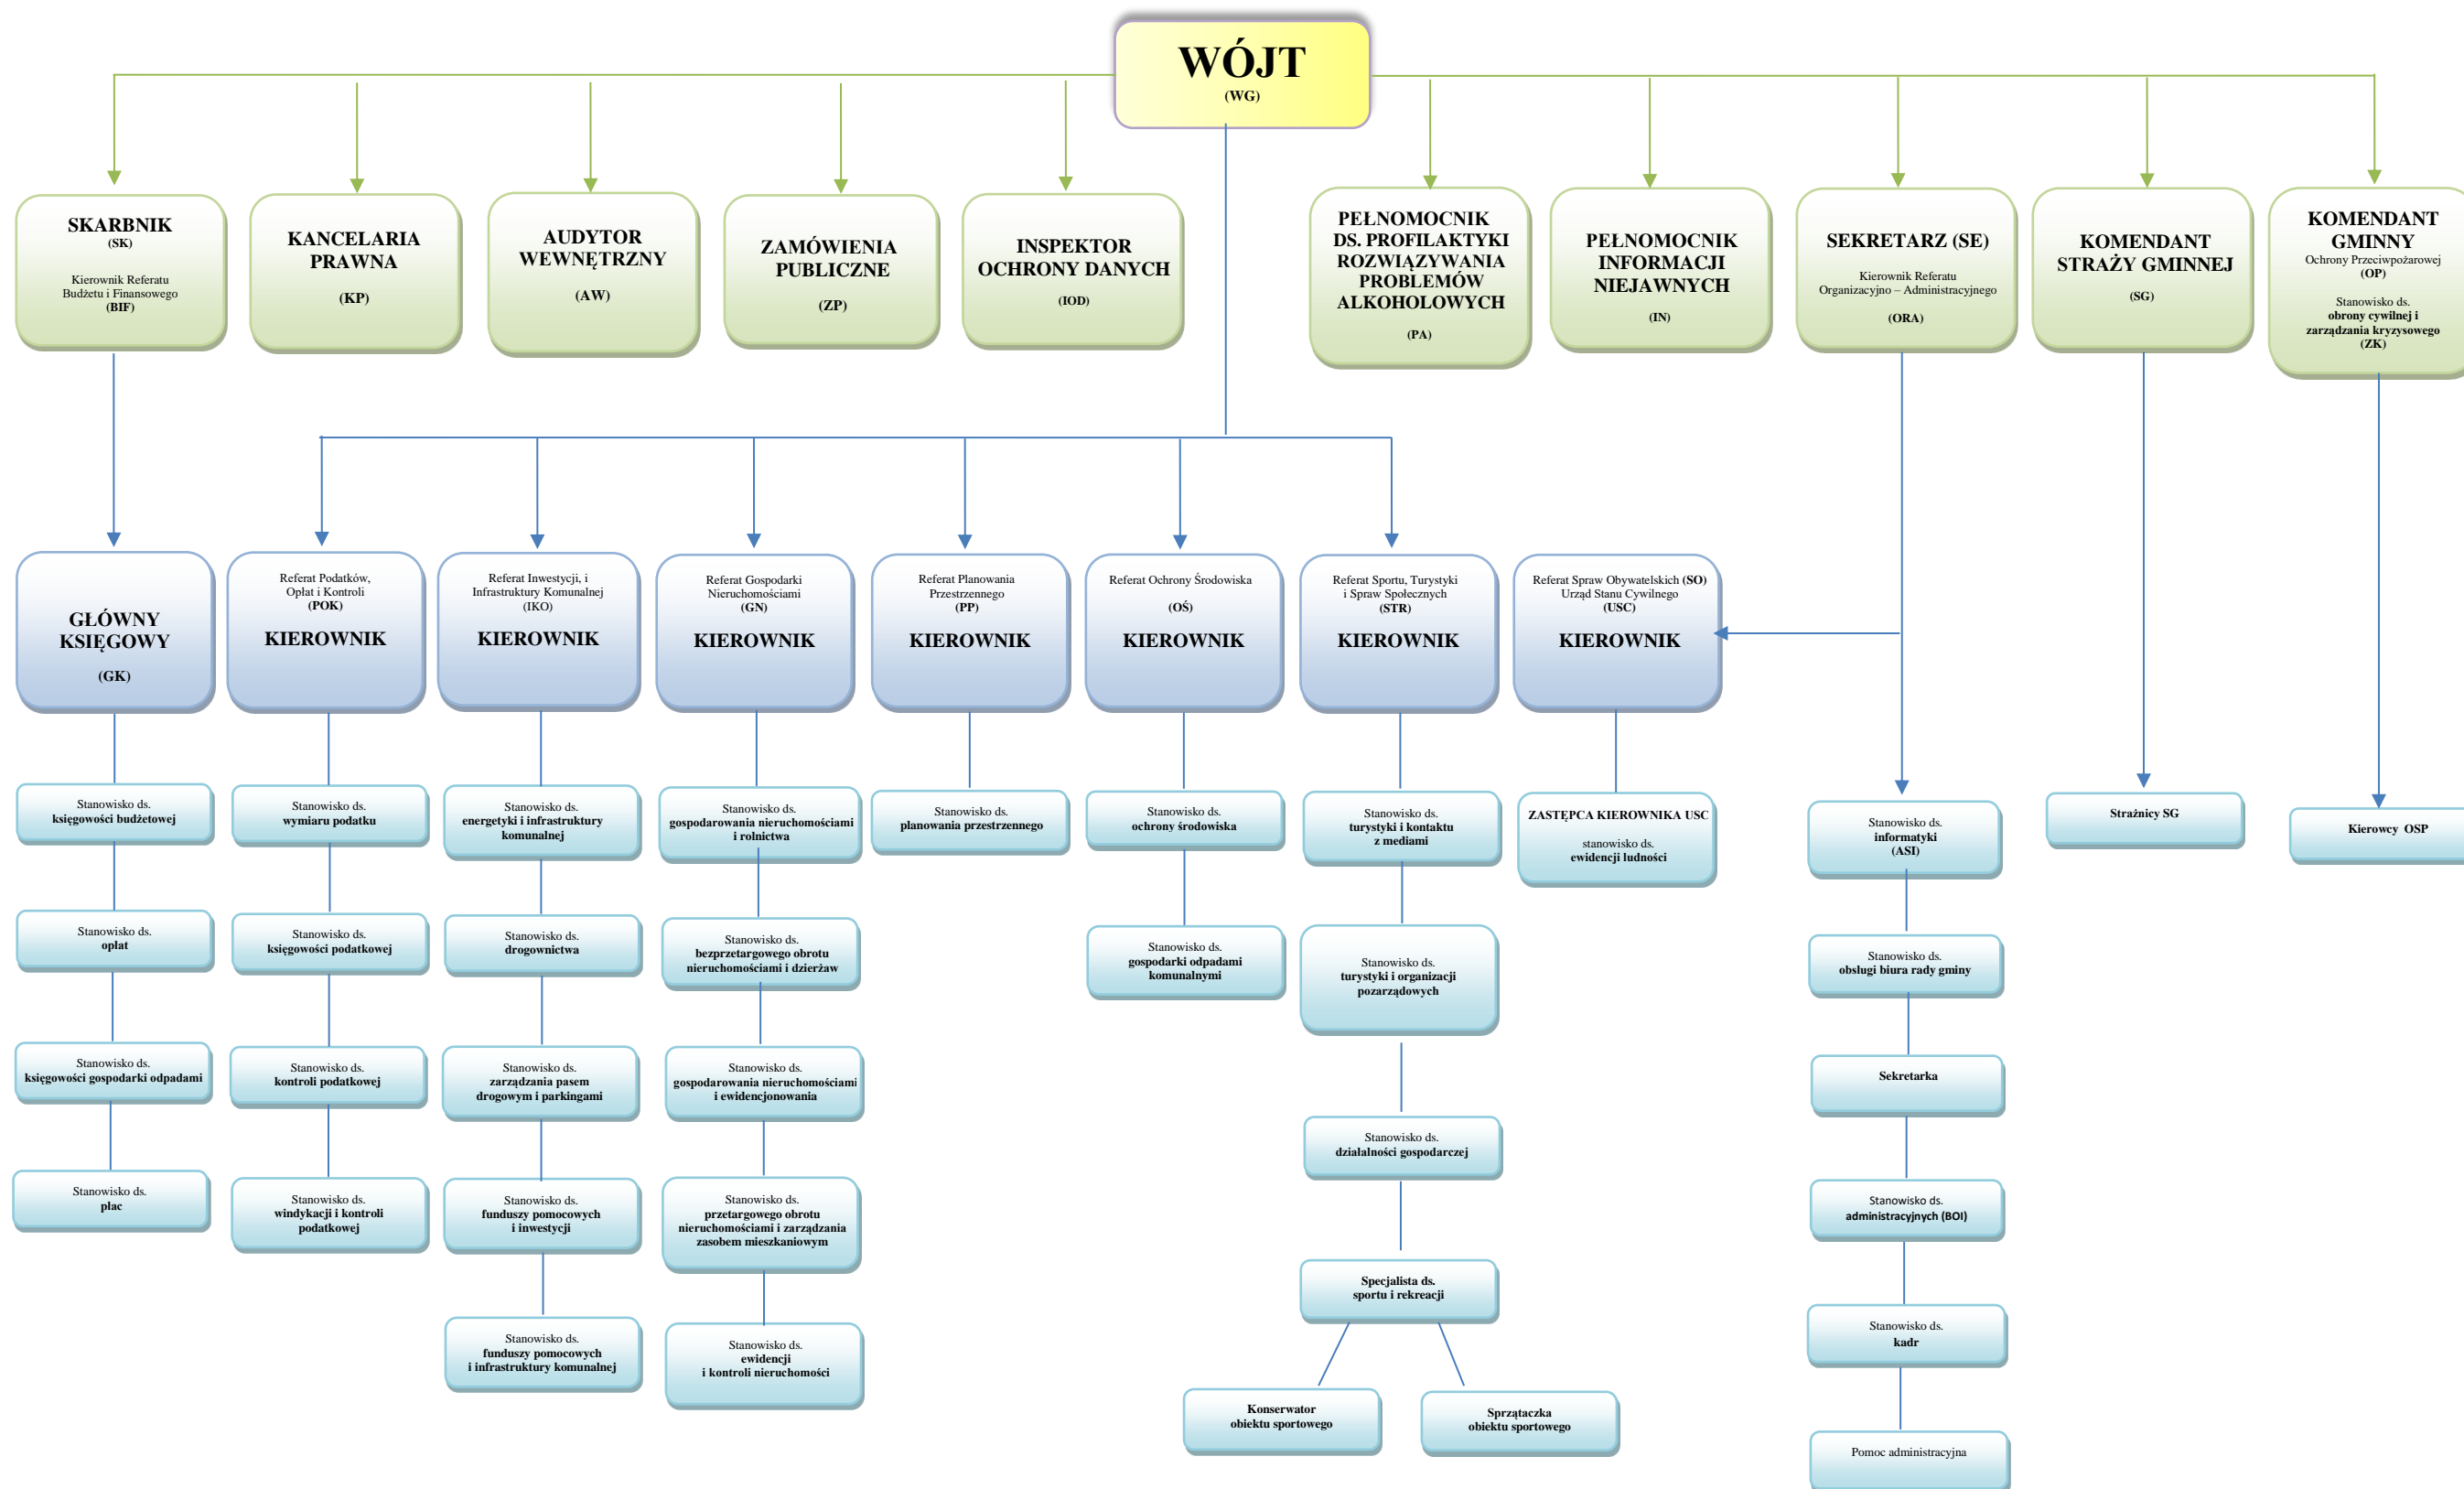 WÓJT
(WG)
SKARBNIK
(SK)
Kierownik Referatu
Budżetu i Finansowego
(BIF)
KANCELARIA
PRAWNA
(KP)
AUDYTOR
WEWNĘTRZNY
(AW)
ZAMÓWIENIA
PUBLICZNE
(ZP)
INSPEKTOR
OCHRONY DANYCH
(IOD)
PEŁNOMOCNIK
DS. PROFILAKTYKI
ROZWIĄZYWANIA
PROBLEMÓW
ALKOHOLOWYCH
(PA)
PEŁNOMOCNIK
INFORMACJI
NIEJAWNYCH
(IN)
SEKRETARZ (SE)
Kierownik Referatu
Organizacyjno – Administracyjnego
(ORA)
KOMENDANT
STRAŻY GMINNEJ
(SG)
KOMENDANT
GMINNY
Ochrony Przeciwpożarowej
(OP)
Stanowisko ds.
obrony cywilnej i
zarządzania kryzysowego
(ZK)
GŁÓWNY
KSIĘGOWY
(GK)
Referat Podatków,
Opłat i Kontroli
(POK)
KIEROWNIK
Referat Inwestycji, i
Infrastruktury Komunalnej
(IKO)
KIEROWNIK
Referat Gospodarki
Nieruchomościami
(GN)
KIEROWNIK
Referat Planowania
Przestrzennego
(PP)
KIEROWNIK
Referat Ochrony Środowiska
(OŚ)
KIEROWNIK
Referat Sportu, Turystyki
i Spraw Społecznych
(STR)
KIEROWNIK
Referat Spraw Obywatelskich (SO)
Urząd Stanu Cywilnego
(USC)
KIEROWNIK
Stanowisko ds.
księgowości budżetowej
Stanowisko ds.
opłat
Stanowisko ds.
księgowości gospodarki odpadami
Stanowisko ds.
płac
Stanowisko ds.
wymiaru podatku
Stanowisko ds.
księgowości podatkowej
Stanowisko ds.
kontroli podatkowej
Stanowisko ds.
windykacji i kontroli
podatkowej
Stanowisko ds.
energetyki i infrastruktury
komunalnej
Stanowisko ds.
drogownictwa
Stanowisko ds.
zarządzania pasem
drogowym i parkingami
Stanowisko ds.
funduszy pomocowych
i inwestycji
Stanowisko ds.
funduszy pomocowych
i infrastruktury komunalnej
Stanowisko ds.
gospodarowania nieruchomościami
i rolnictwa
Stanowisko ds.
bezprzetargowego obrotu
nieruchomościami i dzierżaw
Stanowisko ds.
gospodarowania nieruchomościami
i ewidencjonowania
Stanowisko ds.
przetargowego obrotu
nieruchomościami i zarządzania
zasobem mieszkaniowym
Stanowisko ds.
ewidencji
i kontroli nieruchomości
Stanowisko ds.
planowania przestrzennego
Stanowisko ds.
ochrony środowiska
Stanowisko ds.
gospodarki odpadami
komunalnymi
Stanowisko ds.
turystyki i kontaktu
z mediami
Stanowisko ds.
turystyki i organizacji
pozarządowych
Stanowisko ds.
działalności gospodarczej
Specjalista ds.
sportu i rekreacji
Konserwator
obiektu sportowego
Sprzątaczka
obiektu sportowego
ZASTĘPCA KIEROWNIKA USC
stanowisko ds.
ewidencji ludności
Stanowisko ds.
informatyki
(ASI)
Stanowisko ds.
obsługi biura rady gminy
Sekretarka
Stanowisko ds.
administracyjnych (BOI)
Stanowisko ds.
kadr
Pomoc administracyjna
Strażnicy SG
Kierowcy OSP